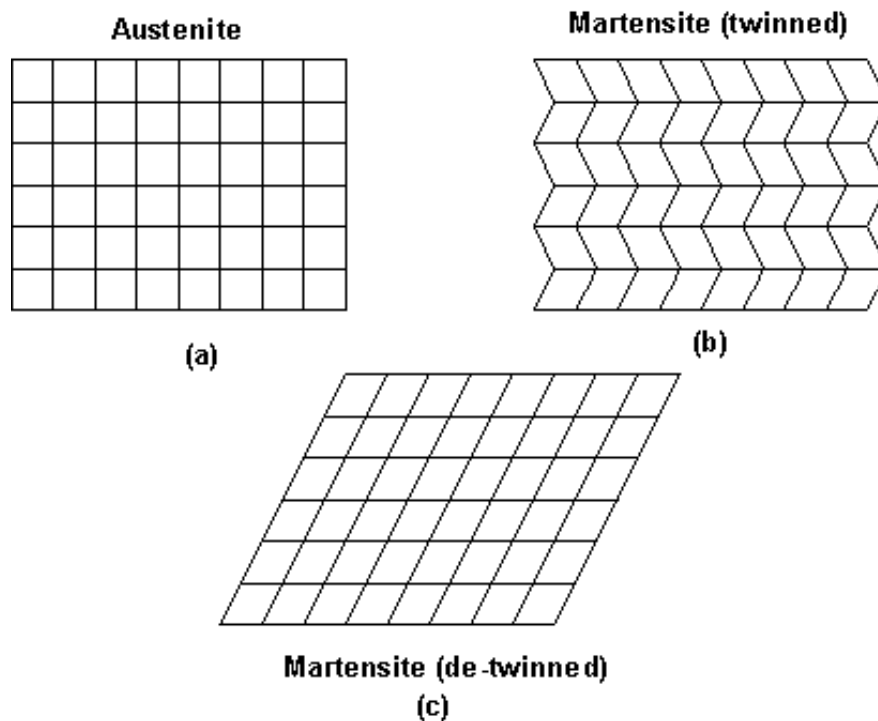 Austenite
Martensite (twinned)
(a)
(b)
Martensite (de-twinned)
(c)